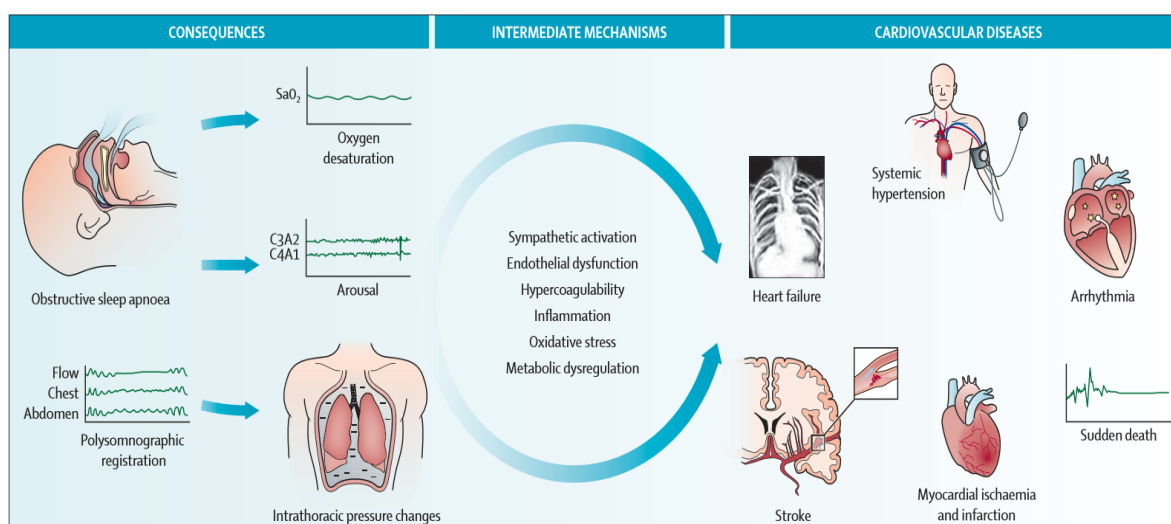 CONSEQUENCES
INTERMEDIATE MECHANISMS
CARDIOVASCULAR DISEASES
SaO₂
Oxygen
desaturation
C3A2
C4A1
Arousal
Obstructive sleep apnoea
Flow
Chest
Abdomen
Polysomnographic
registration
Intrathoracic pressure changes
Sympathetic activation
Endothelial dysfunction
Hypercoagulability
Inflammation
Oxidative stress
Metabolic dysregulation
Systemic
hypertension
Heart failure
Arrhythmia
Stroke
Myocardial ischaemia
and infarction
Sudden death